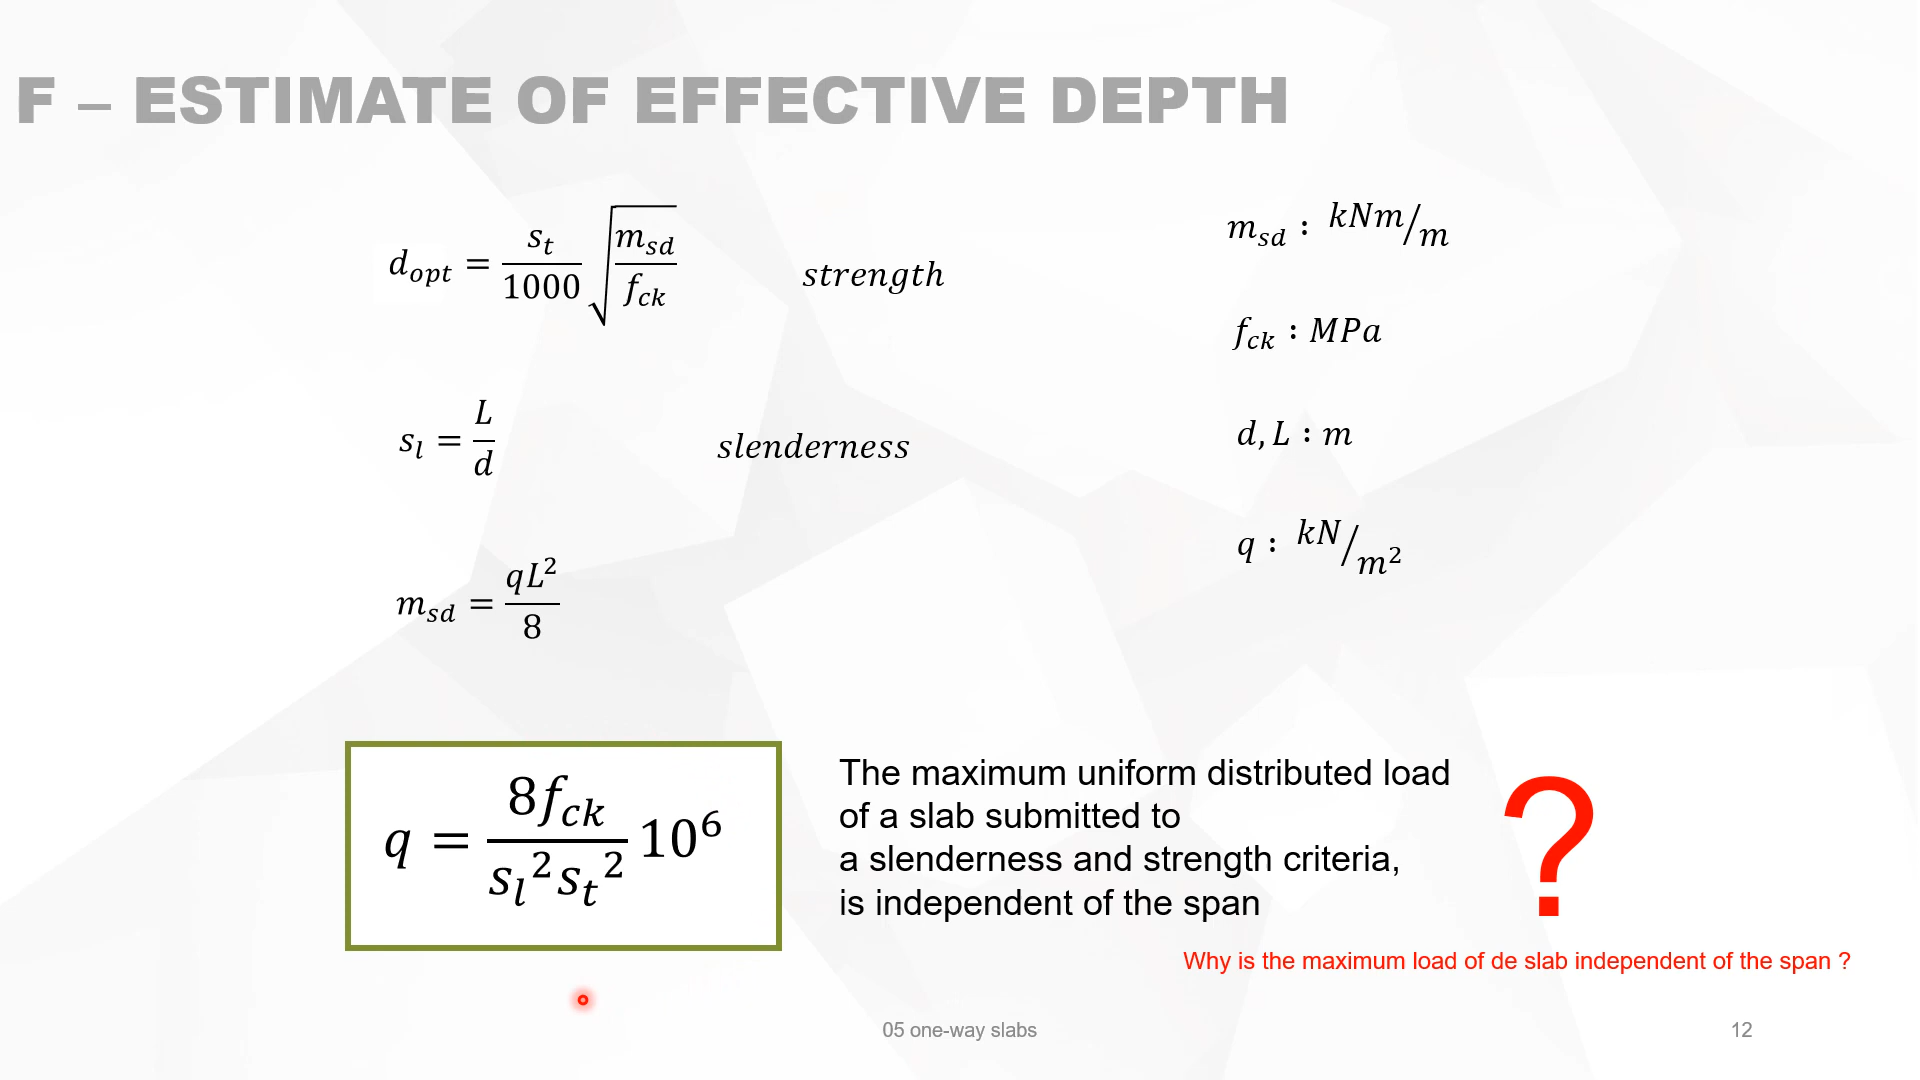 F – ESTIMATE OF EFFECTIVE DEPTH
d_opt = s_t/1000 √(m_sd/f_ck)
strength
s_l = L/d
slenderness
m_sd = qL²/8
m_sd : kNm/m
f_ck : MPa
d, L : m
q : kN/m²
q = 8f_ck/(s_l² s_t²) 10⁶
The maximum uniform distributed load
of a slab submitted to
a slenderness and strength criteria,
is independent of the span
?
Why is the maximum load of de slab independent of the span ?
05 one-way slabs
12